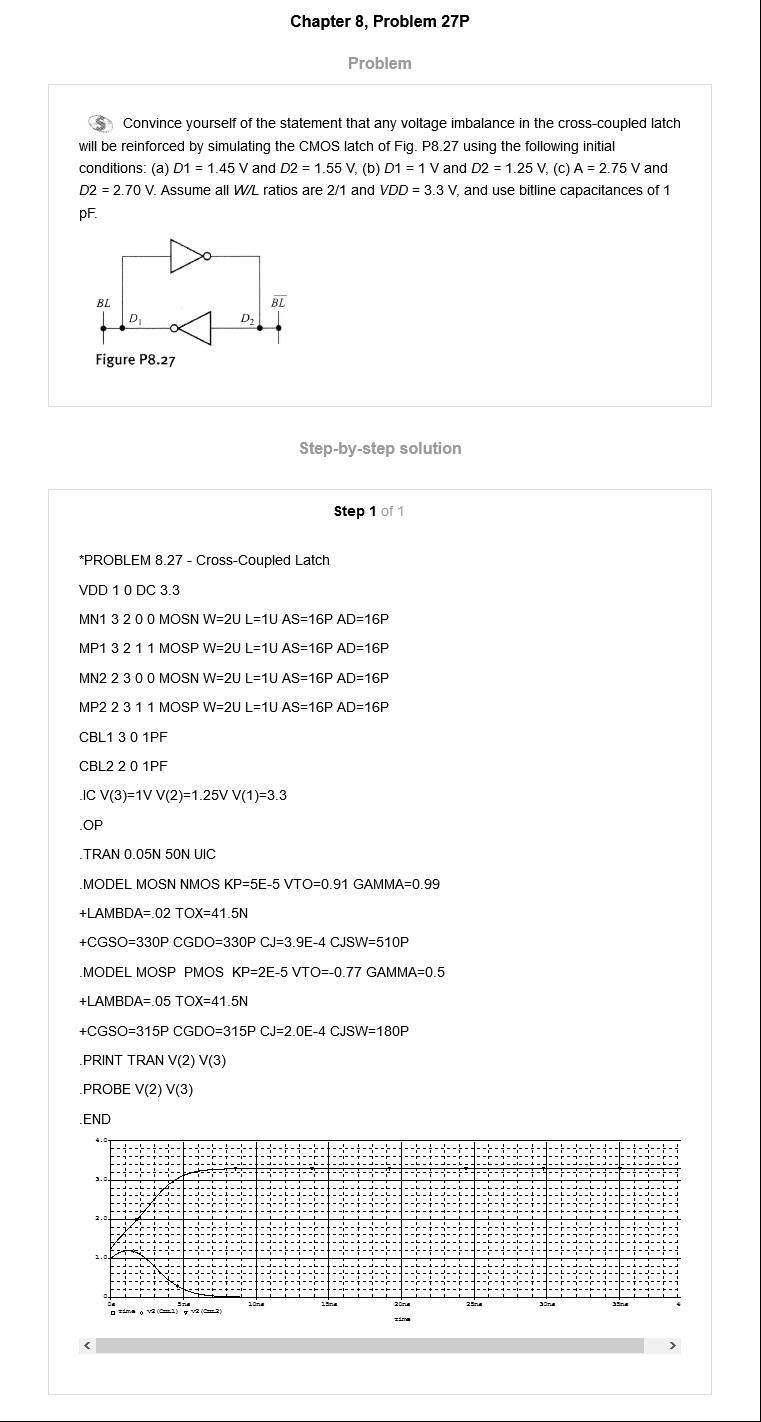 Chapter 8, Problem 27P
Problem
S Convince yourself of the statement that any voltage imbalance in the cross-coupled latch
will be reinforced by simulating the CMOS latch of Fig. P8.27 using the following initial
conditions: (a) D1 = 1.45 V and D2 = 1.55 V, (b) D1 = 1 V and D2 = 1.25 V, (c) A = 2.75 V and
D2 = 2.70 V. Assume all W/L ratios are 2/1 and VDD = 3.3 V, and use bitline capacitances of 1
pF.
BL
BL
D1
D2
Figure P8.27
Step-by-step solution
Step 1 of 1
*PROBLEM 8.27 - Cross-Coupled Latch
VDD 1 0 DC 3.3
MN1 3 2 0 0 MOSN W=2U L=1U AS=16P AD=16P
MP1 3 2 1 1 MOSP W=2U L=1U AS=16P AD=16P
MN2 2 3 0 0 MOSN W=2U L=1U AS=16P AD=16P
MP2 2 3 1 1 MOSP W=2U L=1U AS=16P AD=16P
CBL1 3 0 1PF
CBL2 2 0 1PF
.IC V(3)=1V V(2)=1.25V V(1)=3.3
.OP
.TRAN 0.05N 50N UIC
.MODEL MOSN NMOS KP=5E-5 VTO=0.91 GAMMA=0.99
+LAMBDA=.02 TOX=41.5N
+CGSO=330P CGDO=330P CJ=3.9E-4 CJSW=510P
.MODEL MOSP PMOS KP=2E-5 VTO=-0.77 GAMMA=0.5
+LAMBDA=.05 TOX=41.5N
+CGSO=315P CGDO=315P CJ=2.0E-4 CJSW=180P
.PRINT TRAN V(2) V(3)
.PROBE V(2) V(3)
.END
4.0
3.0
2.0
1.0
0
0s 5ns 10ns 15ns 20ns 25ns 30ns 35ns 4
Time
Time